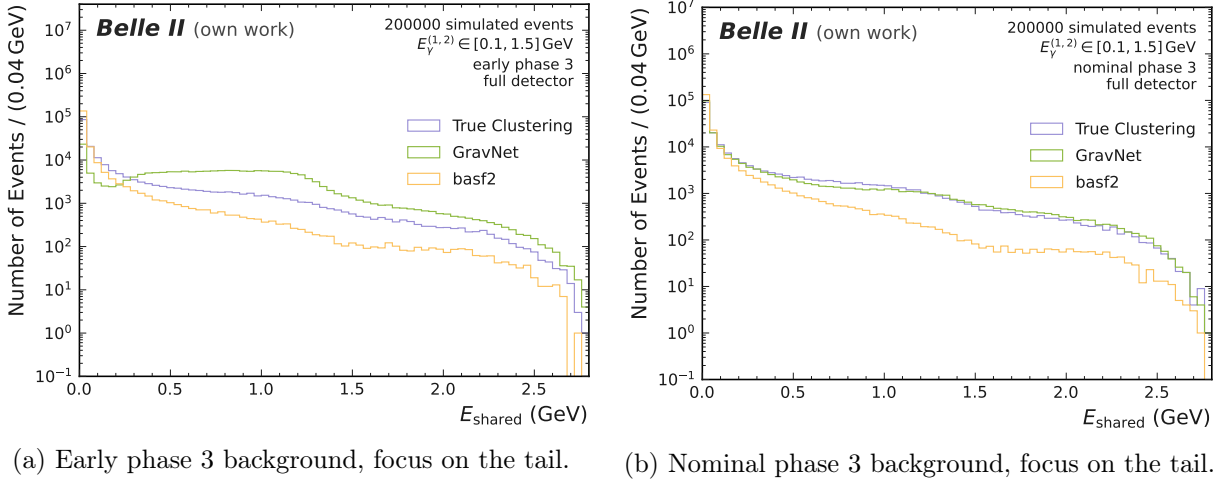 Belle II (own work)
200000 simulated events
E_γ^(1, 2) ∈ [0.1, 1.5] GeV
early phase 3
full detector
True Clustering
GravNet
basf2
Number of Events / (0.04 GeV)
10^7
10^6
10^5
10^4
10^3
10^2
10^1
10^0
10^−1
0.0 0.5 1.0 1.5 2.0 2.5
E_shared (GeV)
(a) Early phase 3 background, focus on the tail.
Belle II (own work)
200000 simulated events
E_γ^(1, 2) ∈ [0.1, 1.5] GeV
nominal phase 3
full detector
True Clustering
GravNet
basf2
Number of Events / (0.04 GeV)
10^7
10^6
10^5
10^4
10^3
10^2
10^1
10^0
10^−1
0.0 0.5 1.0 1.5 2.0 2.5
E_shared (GeV)
(b) Nominal phase 3 background, focus on the tail.